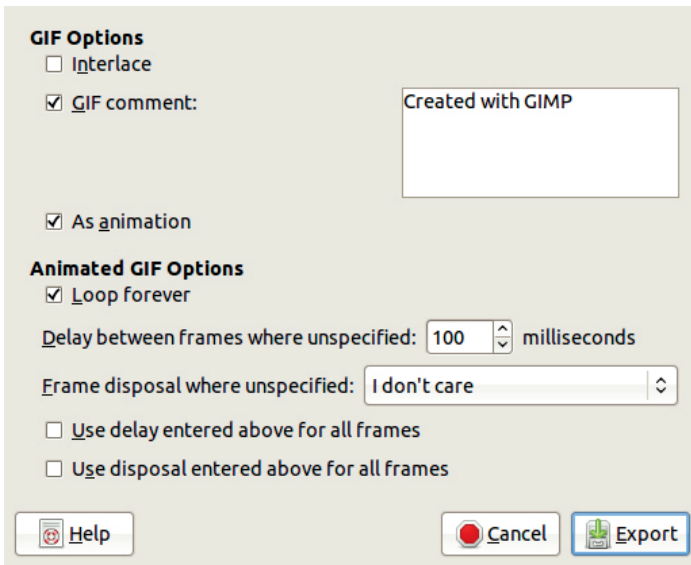 GIF Options
Interlace
GIF comment:
Created with GIMP
As animation
Animated GIF Options
Loop forever
Delay between frames where unspecified: 100 milliseconds
Frame disposal where unspecified: I don't care
Use delay entered above for all frames
Use disposal entered above for all frames
Help Cancel Export